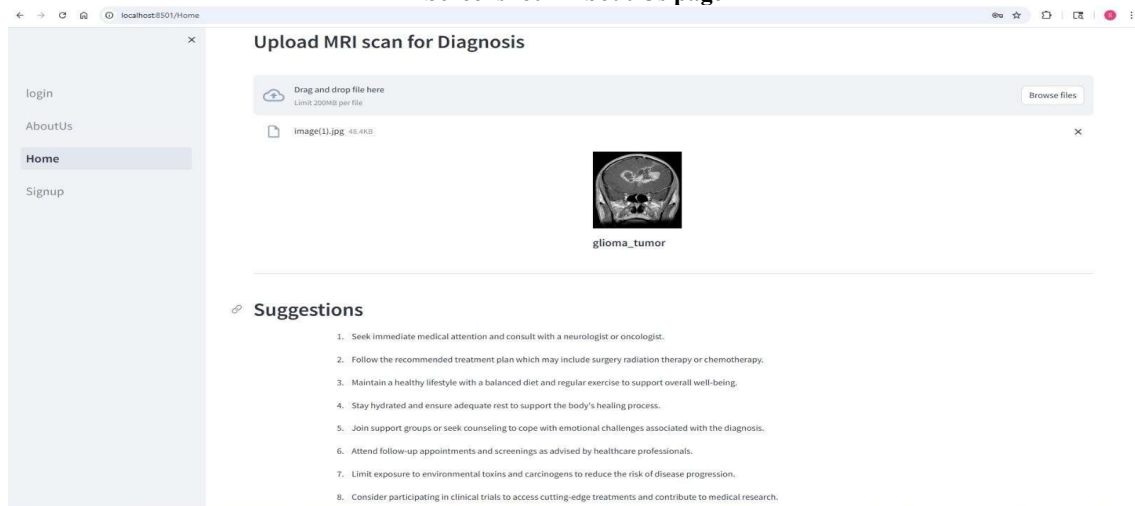 localhost:8501/Home
Upload MRI scan for Diagnosis
login
AboutUs
Home
Signup
Drag and drop file here
Limit 200MB per file
Browse files
image(1).jpg 48.4KB
glioma_tumor
Suggestions
1. Seek immediate medical attention and consult with a neurologist or oncologist.
2. Follow the recommended treatment plan which may include surgery radiation therapy or chemotherapy.
3. Maintain a healthy lifestyle with a balanced diet and regular exercise to support overall well-being.
4. Stay hydrated and ensure adequate rest to support the body's healing process.
5. Join support groups or seek counseling to cope with emotional challenges associated with the diagnosis.
6. Attend follow-up appointments and screenings as advised by healthcare professionals.
7. Limit exposure to environmental toxins and carcinogens to reduce the risk of disease progression.
8. Consider participating in clinical trials to access cutting-edge treatments and contribute to medical research.